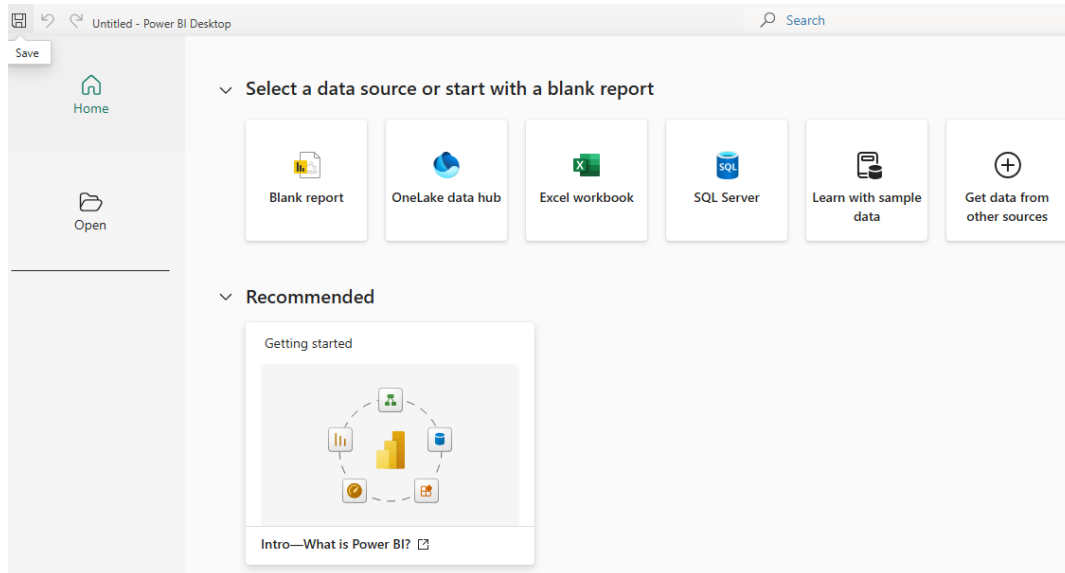 Untitled - Power BI Desktop
Search
Save
Home
Open
Select a data source or start with a blank report
Blank report
OneLake data hub
Excel workbook
SQL
SQL Server
Learn with sample
data
Get data from
other sources
Recommended
Getting started
Intro—What is Power BI?